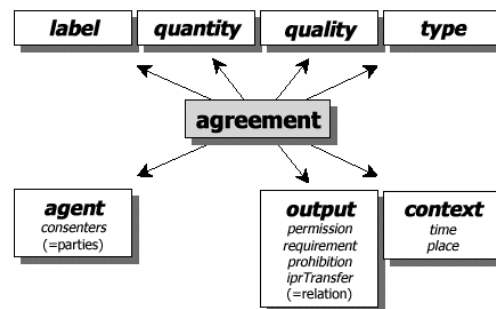 label quantity quality type
agreement
agent
consenters
(=parties)
output
permission
requirement
prohibition
iprTransfer
(=relation)
context
time
place